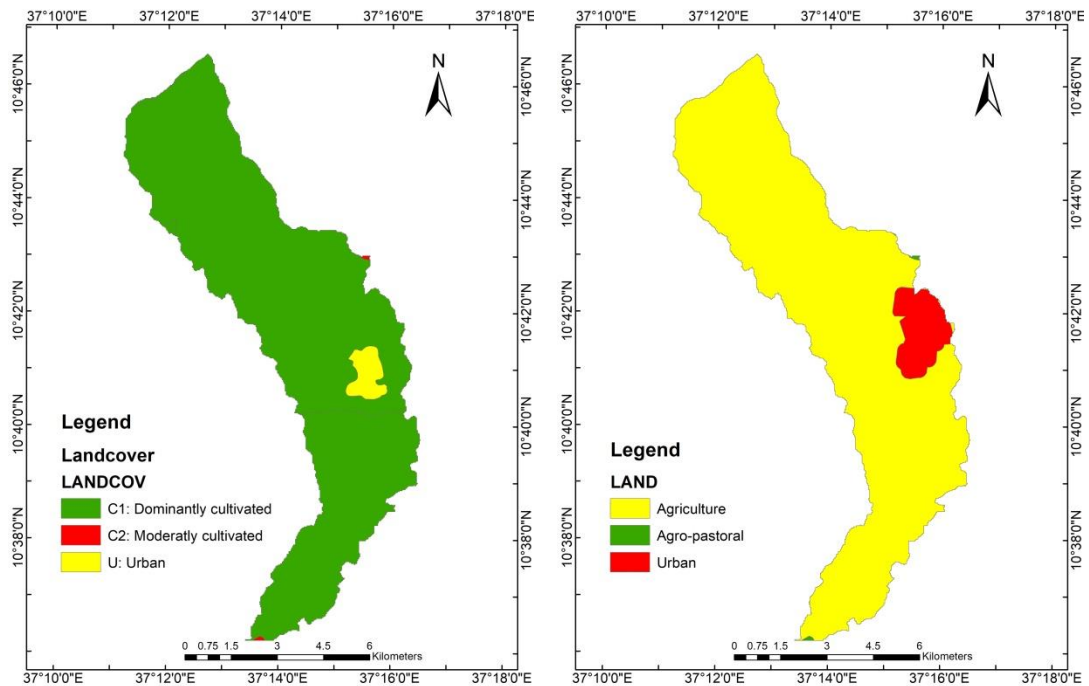 37°10'0"E 37°12'0"E 37°14'0"E 37°16'0"E 37°18'0"E
10°46'0"N
10°44'0"N
10°42'0"N
10°40'0"N
10°38'0"N
N
10°46'0"N
10°44'0"N
10°42'0"N
10°40'0"N
10°38'0"N
Legend
Landcover
LANDCOV
C1: Dominantly cultivated
C2: Moderatly cultivated
U: Urban
0 0.75 1.5 3 4.5 6
Kilometers
37°10'0"E 37°12'0"E 37°14'0"E 37°16'0"E 37°18'0"E
37°10'0"E 37°12'0"E 37°14'0"E 37°16'0"E 37°18'0"E
10°46'0"N
10°44'0"N
10°42'0"N
10°40'0"N
10°38'0"N
N
10°46'0"N
10°44'0"N
10°42'0"N
10°40'0"N
10°38'0"N
Legend
LAND
Agriculture
Agro-pastoral
Urban
0 0.75 1.5 3 4.5 6
Kilometers
37°10'0"E 37°12'0"E 37°14'0"E 37°16'0"E 37°18'0"E